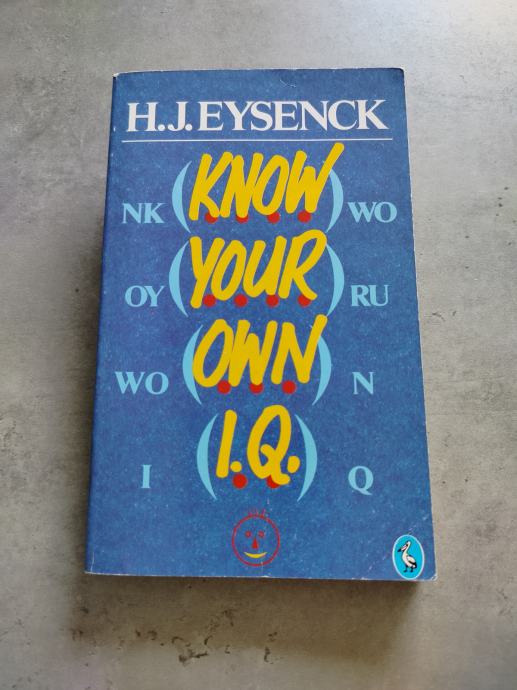 H.J. EYSENCK
NK (KNOW) WO
OY (YOUR) RU
WO (OWN) N
I (I.Q.) Q